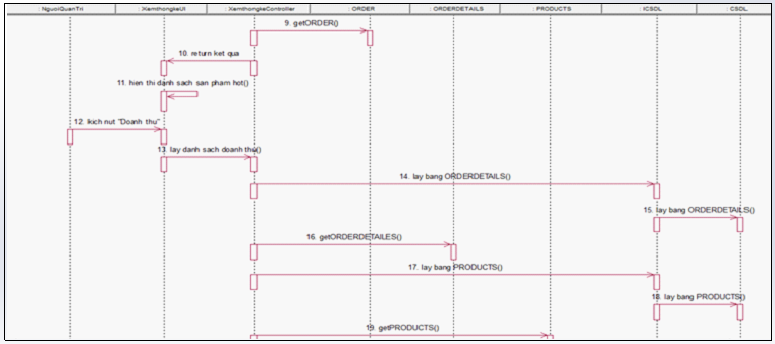 : NguoiQuanTri
: XemthongkeUI
: XemthongkeController
: ORDER
: ORDERDETAILS
: PRODUCTS
: ICSDL
: CSDL
9. getORDER()
10. return ket qua
11. hien thi danh sach san pham hot()
12. kich nut "Doanh thu"
13. lay danh sach doanh thu()
14. lay bang ORDERDETAILS()
15. lay bang ORDERDETAILS()
16. getORDERDETAILES()
17. lay bang PRODUCTS()
18. lay bang PRODUCTS()
19. getPRODUCTS()